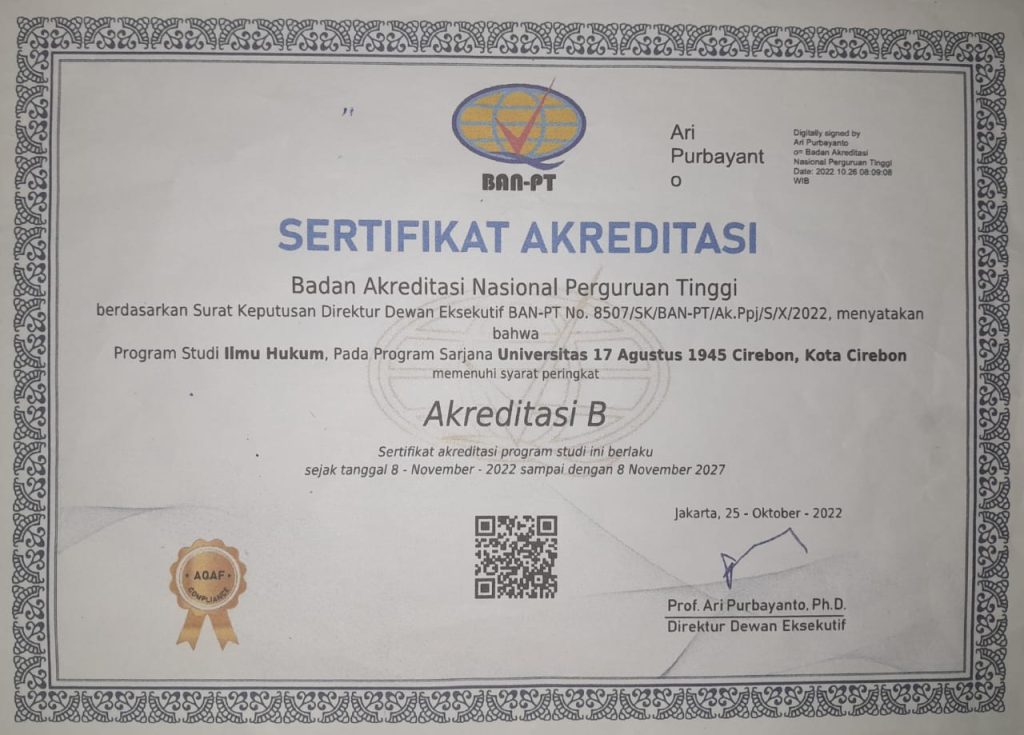 BAN-PT
Ari
Purbayant
o
Digitally signed by
Ari Purbayanto
o= Badan Akreditasi
Nasional Perguruan Tinggi
Date: 2022.10.26 08:09:08
WIB
SERTIFIKAT AKREDITASI
Badan Akreditasi Nasional Perguruan Tinggi
berdasarkan Surat Keputusan Direktur Dewan Eksekutif BAN-PT No. 8507/SK/BAN-PT/Ak.Ppj/S/X/2022, menyatakan
bahwa
Program Studi Ilmu Hukum, Pada Program Sarjana Universitas 17 Agustus 1945 Cirebon, Kota Cirebon
memenuhi syarat peringkat
Akreditasi B
Sertifikat akreditasi program studi ini berlaku
sejak tanggal 8 - November - 2022 sampai dengan 8 November 2027
Jakarta, 25 - Oktober - 2022
AQAF
COMPLIANCE
Prof. Ari Purbayanto, Ph.D.
Direktur Dewan Eksekutif